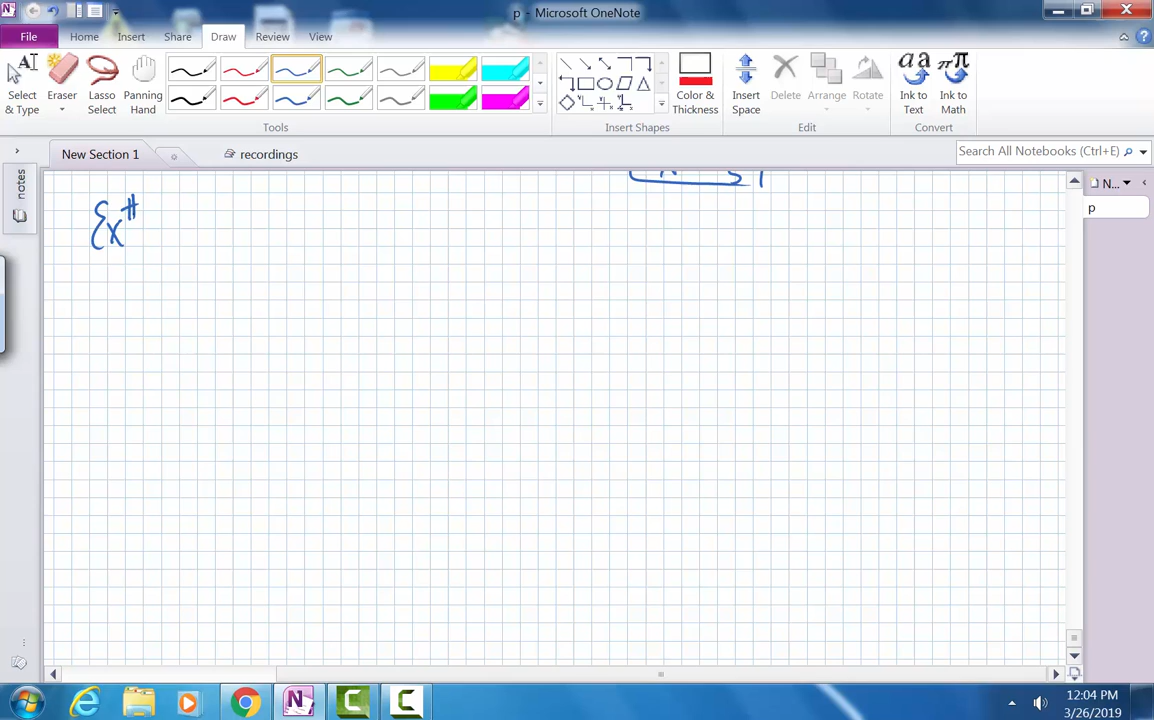 p - Microsoft OneNote
File Home Insert Share Draw Review View
Select & Type Eraser Lasso Select Panning Hand Color & Thickness Insert Space Delete Arrange Rotate Ink to Text Ink to Math
Tools Insert Shapes Edit Convert
New Section 1 recordings Search All Notebooks (Ctrl+E)
notes
N...
p
Ex#
12:04 PM
3/26/2019